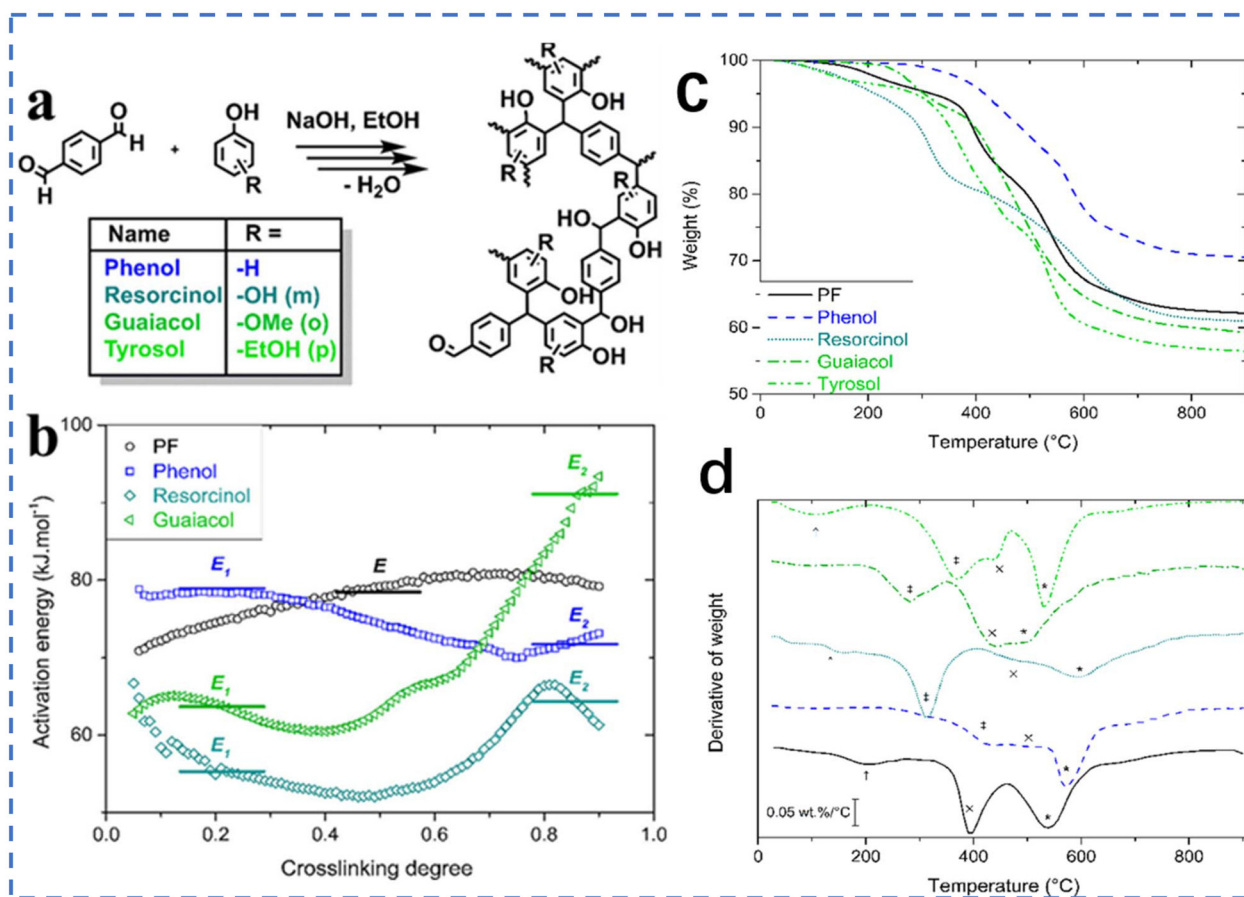 a
O
H
O
H
+
OH
R
NaOH, EtOH
- H₂O
R
HO
OH
R
R
HO
OH
R
OH
HO
R
OH
OH
O
R
OH
Name R =
Phenol -H
Resorcinol -OH (m)
Guaiacol -OMe (o)
Tyrosol -EtOH (p)
b
100
80
60
Activation energy (kJ.mol⁻¹)
PF
Phenol
Resorcinol
Guaiacol
E₁
E
E₂
E₂
E₁
E₂
E₁
0.0 0.2 0.4 0.6 0.8 1.0
Crosslinking degree
c
100
90
80
70
60
50
Weight (%)
PF
Phenol
Resorcinol
Guaiacol
Tyrosol
0 200 400 600 800
Temperature (°C)
d
Derivative of weight
^ ‡ × *
‡ × *
^ ‡ × *
‡ × *
↑ × *
0.05 wt.%/°C
0 200 400 600 800
Temperature (°C)